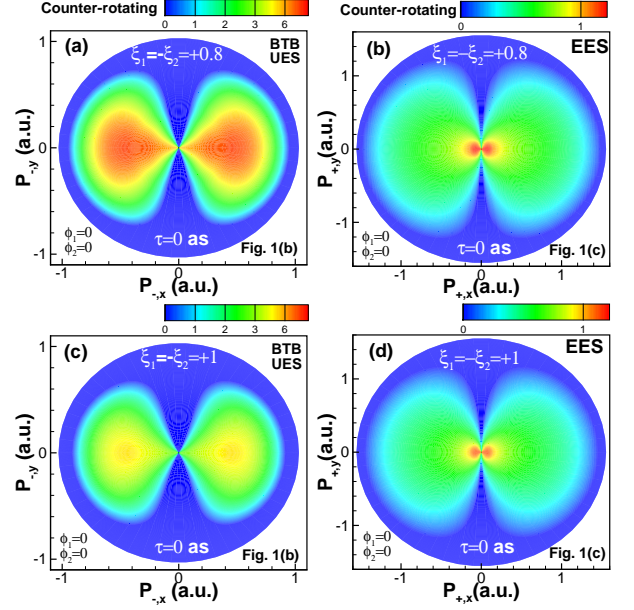 Counter-rotating 0 2 4 6
(a) ξ₁=-ξ₂=+0.8 BTB
UES
1
0
-1
P₋,y (a.u.)
ϕ₁=0
ϕ₂=0
τ=0 as Fig. 1(b)
-1 0 1
P₋,x (a.u.)
Counter-rotating 0 1
(b) ξ₁=−ξ₂=+0.8 EES
1
0
-1
P₊,y(a.u.)
ϕ₁=0
ϕ₂=0
τ=0 as Fig. 1(c)
-1 0 1
P₊,x(a.u.)
0 1 2 3 4 5 6
(c) ξ₁=-ξ₂=+1 BTB
UES
1
0
-1
P₋,y (a.u.)
ϕ₁=0
ϕ₂=0
τ=0 as Fig. 1(b)
-1 0 1
P₋,x (a.u.)
0 1
(d) ξ₁=−ξ₂=+1 EES
1
0
-1
P₊,y(a.u.)
ϕ₁=0
ϕ₂=0
τ=0 as Fig. 1(c)
-1 0 1
P₊,x(a.u.)